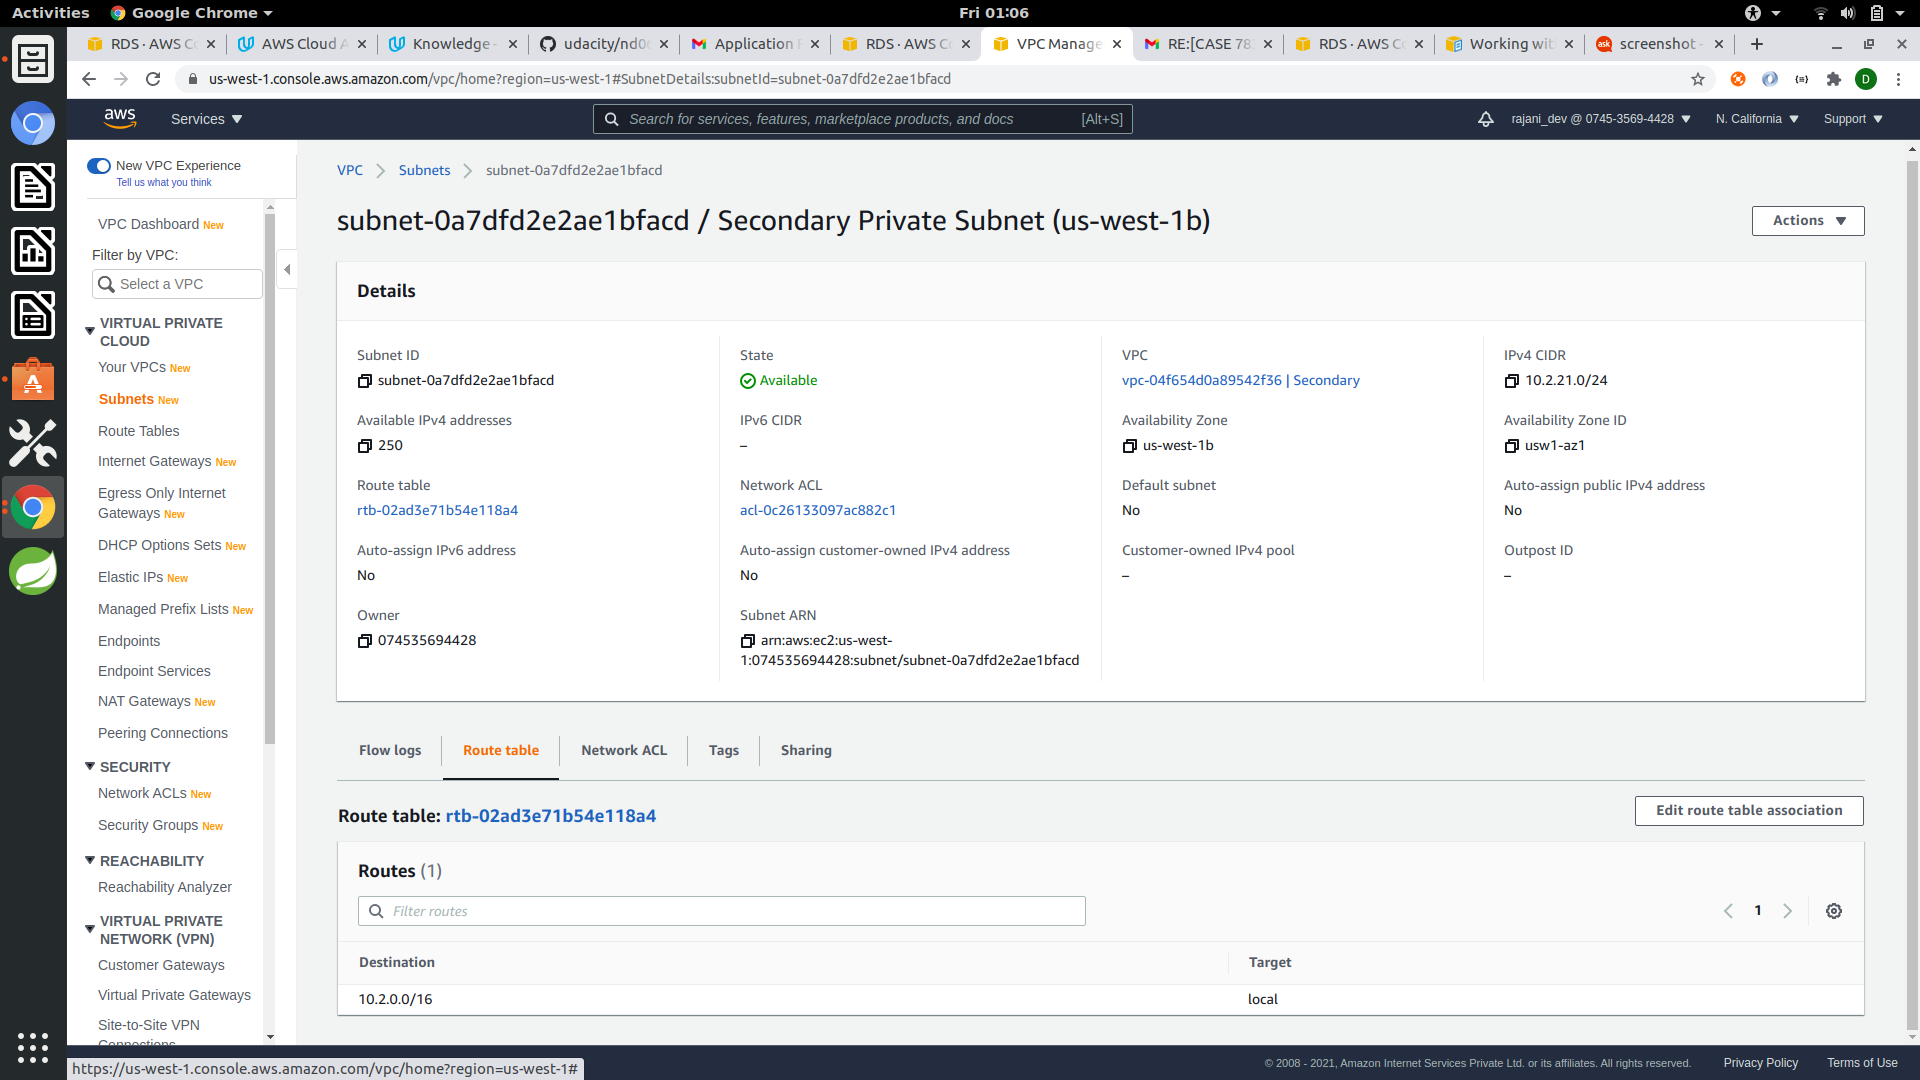 Activities
Google Chrome
Fri 01:06
RDS · AWS Co
AWS Cloud A
Knowledge -
udacity/nd0
Application
RDS · AWS Co
VPC Manage
RE:[CASE 78
RDS · AWS Co
Working wit
ask
screenshot -
us-west-1.console.aws.amazon.com/vpc/home?region=us-west-1#SubnetDetails:subnetId=subnet-0a7dfd2e2ae1bfacd
D
aws
Services
Search for services, features, marketplace products, and docs
[Alt+S]
rajani_dev @ 0745-3569-4428
N. California
Support
New VPC Experience
Tell us what you think
VPC Dashboard New
Filter by VPC:
Select a VPC
VIRTUAL PRIVATE
CLOUD
Your VPCs New
Subnets New
Route Tables
Internet Gateways New
Egress Only Internet
Gateways New
DHCP Options Sets New
Elastic IPs New
Managed Prefix Lists New
Endpoints
Endpoint Services
NAT Gateways New
Peering Connections
SECURITY
Network ACLs New
Security Groups New
REACHABILITY
Reachability Analyzer
VIRTUAL PRIVATE
NETWORK (VPN)
Customer Gateways
Virtual Private Gateways
Site-to-Site VPN
Connections
VPC
Subnets
subnet-0a7dfd2e2ae1bfacd
subnet-0a7dfd2e2ae1bfacd / Secondary Private Subnet (us-west-1b)
Actions
Details
Subnet ID
subnet-0a7dfd2e2ae1bfacd
State
Available
VPC
vpc-04f654d0a89542f36 | Secondary
IPv4 CIDR
10.2.21.0/24
Available IPv4 addresses
250
IPv6 CIDR
–
Availability Zone
us-west-1b
Availability Zone ID
usw1-az1
Route table
rtb-02ad3e71b54e118a4
Network ACL
acl-0c26133097ac882c1
Default subnet
No
Auto-assign public IPv4 address
No
Auto-assign IPv6 address
No
Auto-assign customer-owned IPv4 address
No
Customer-owned IPv4 pool
–
Outpost ID
–
Owner
074535694428
Subnet ARN
arn:aws:ec2:us-west-
1:074535694428:subnet/subnet-0a7dfd2e2ae1bfacd
Flow logs
Route table
Network ACL
Tags
Sharing
Route table: rtb-02ad3e71b54e118a4
Edit route table association
Routes (1)
Filter routes
1
Destination
Target
10.2.0.0/16
local
https://us-west-1.console.aws.amazon.com/vpc/home?region=us-west-1#
© 2008 - 2021, Amazon Internet Services Private Ltd. or its affiliates. All rights reserved.
Privacy Policy
Terms of Use